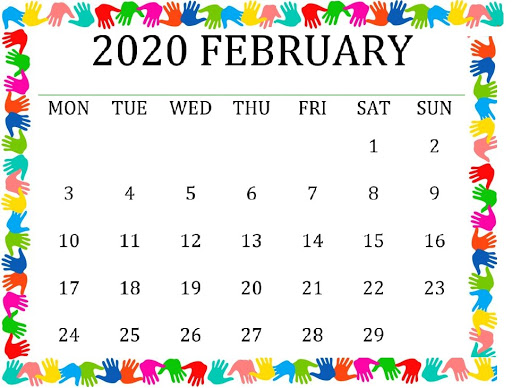 2020 FEBRUARY
MON TUE WED THU FRI SAT SUN
1 2
3 4 5 6 7 8 9
10 11 12 13 14 15 16
17 18 19 20 21 22 23
24 25 26 27 28 29